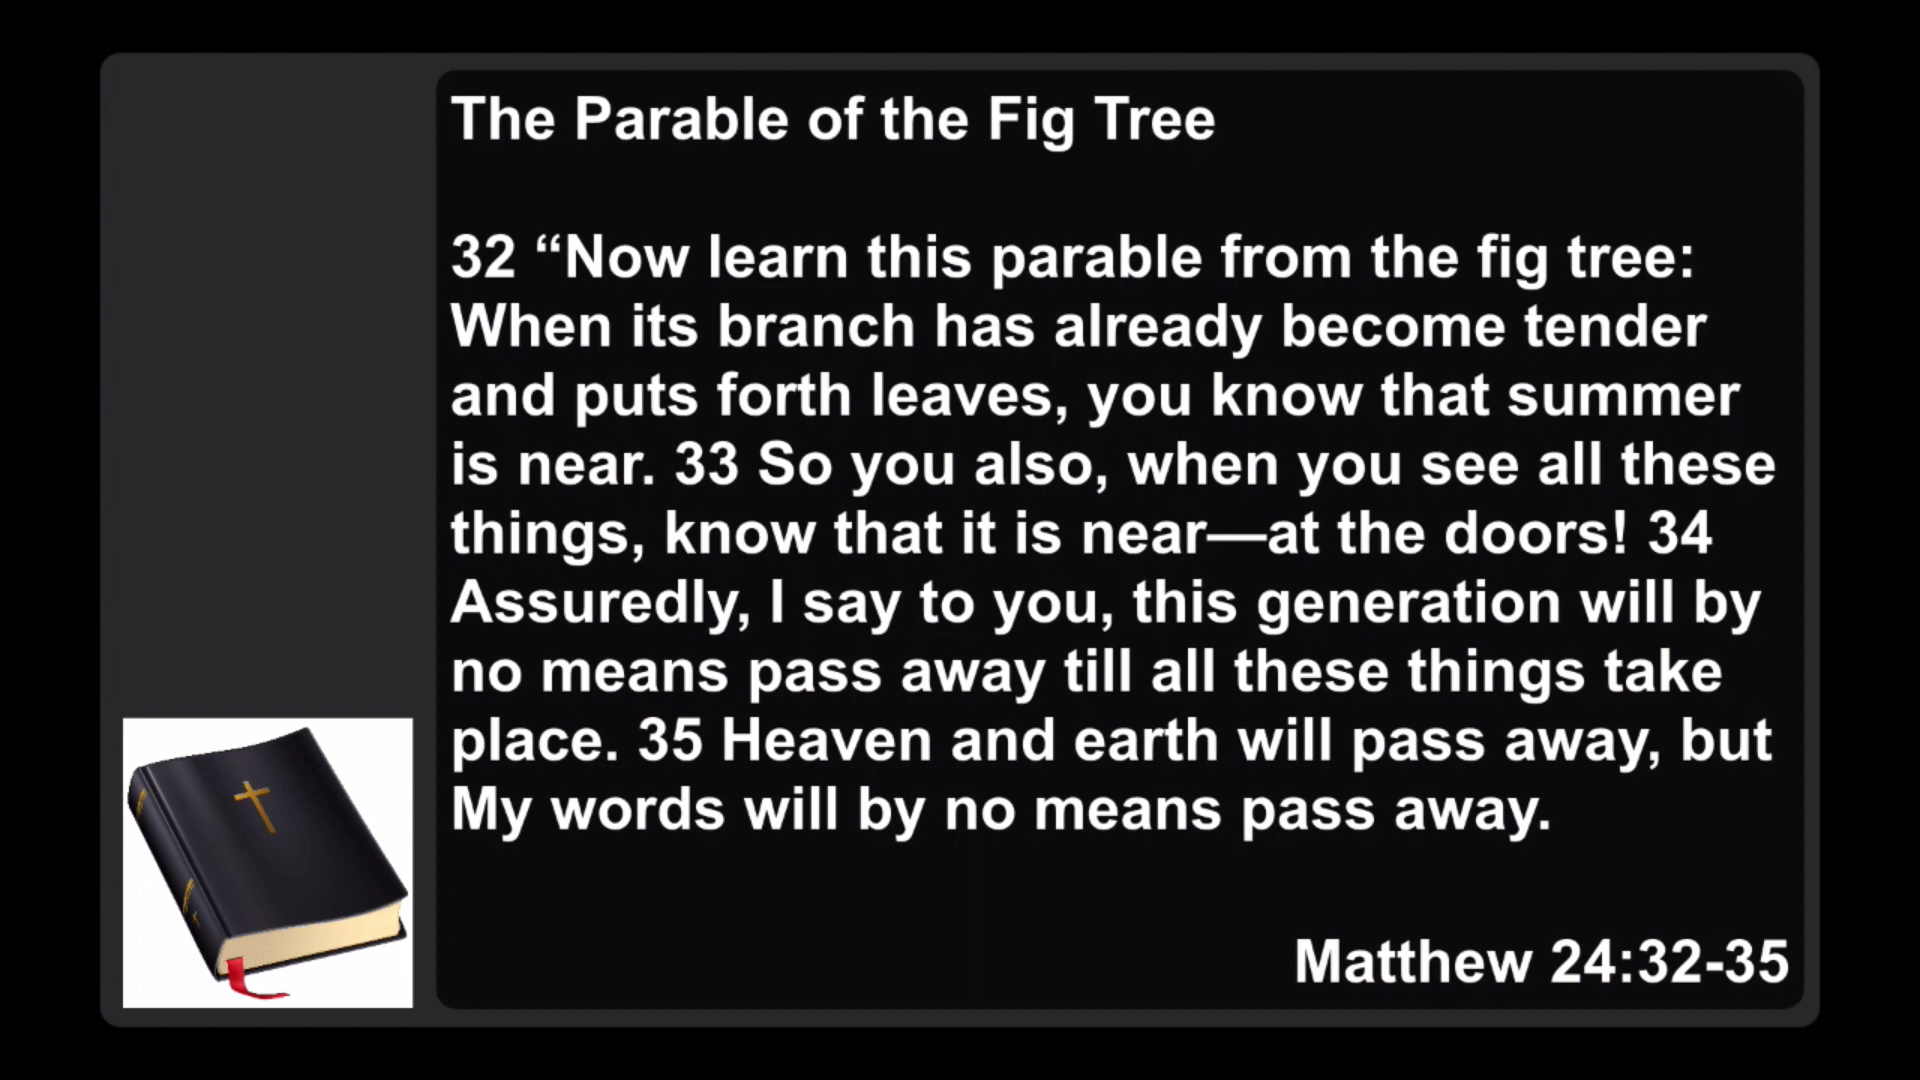 The Parable of the Fig Tree
32 “Now learn this parable from the fig tree:
When its branch has already become tender
and puts forth leaves, you know that summer
is near. 33 So you also, when you see all these
things, know that it is near—at the doors! 34
Assuredly, I say to you, this generation will by
no means pass away till all these things take
place. 35 Heaven and earth will pass away, but
My words will by no means pass away.
Matthew 24:32-35